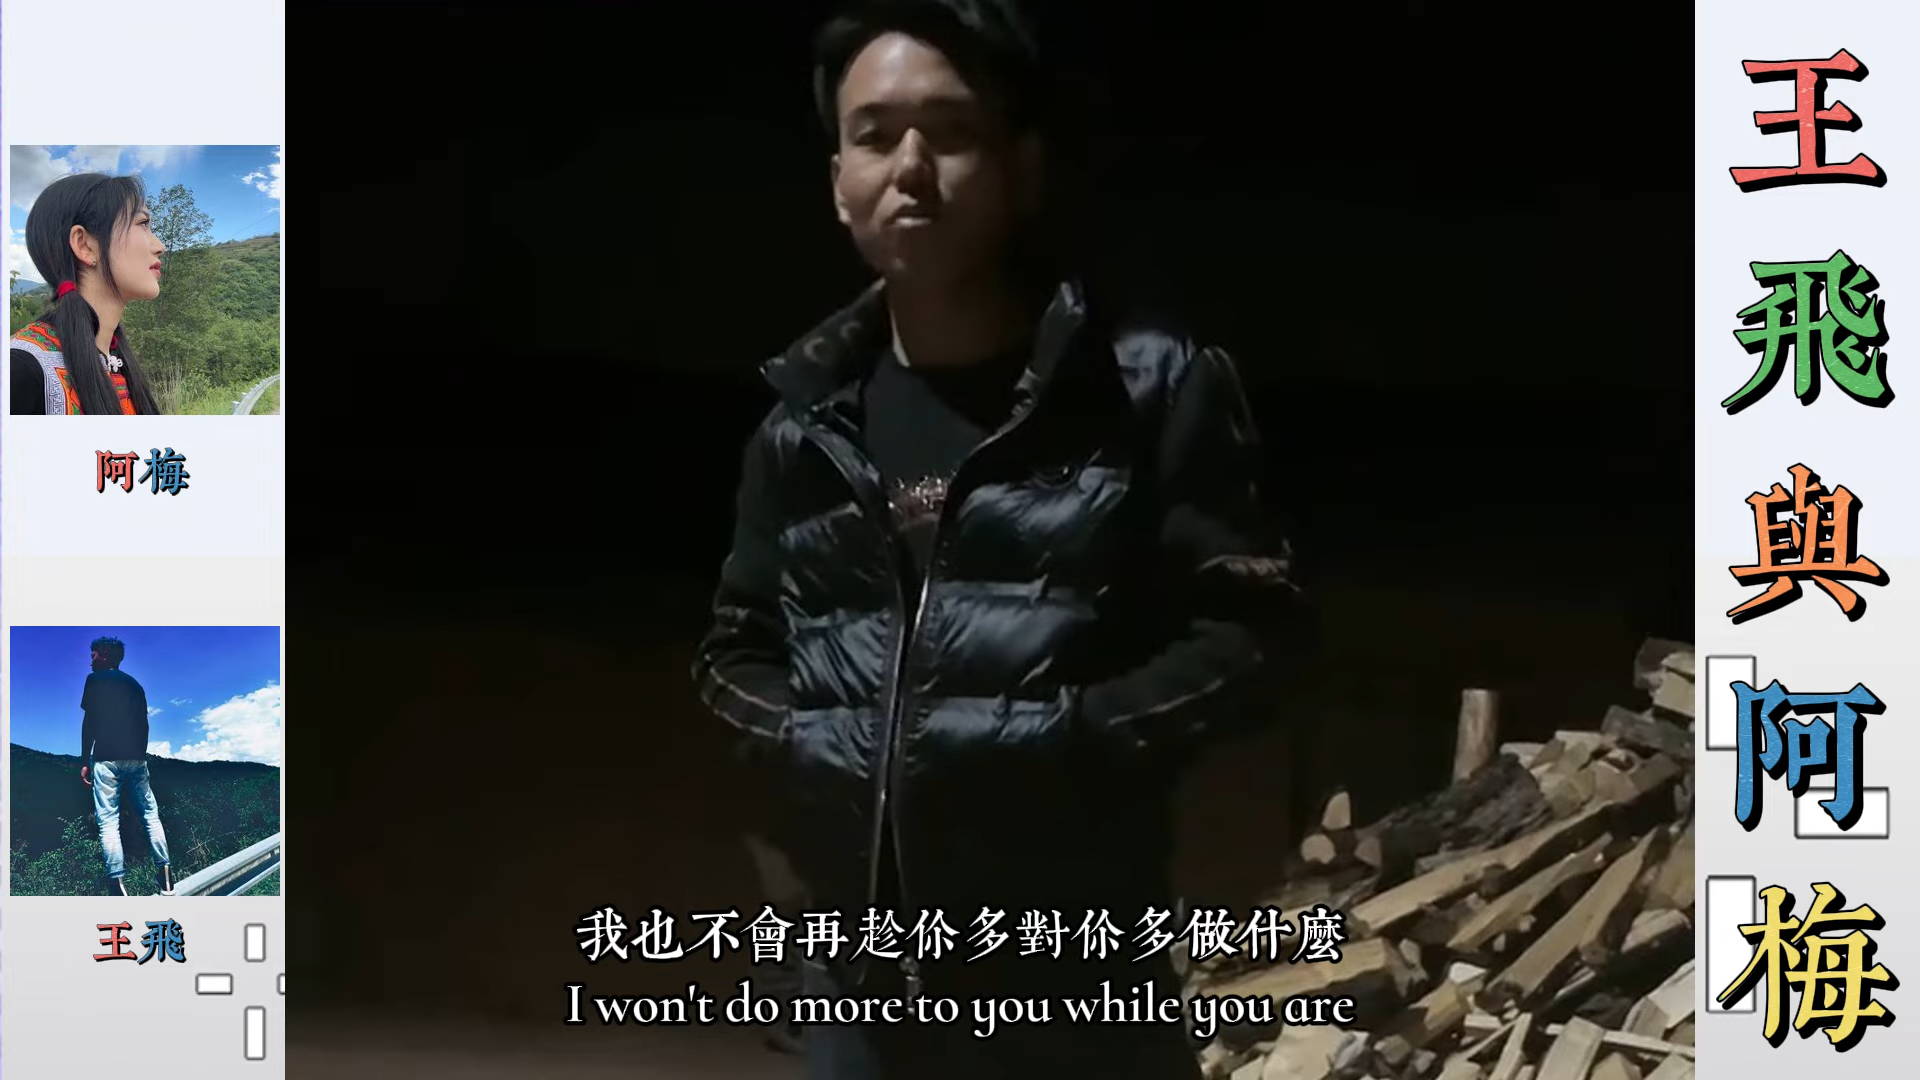 阿梅
王飛
我也不會再趁你多對你多做什麼
I won't do more to you while you are
王飛與阿梅